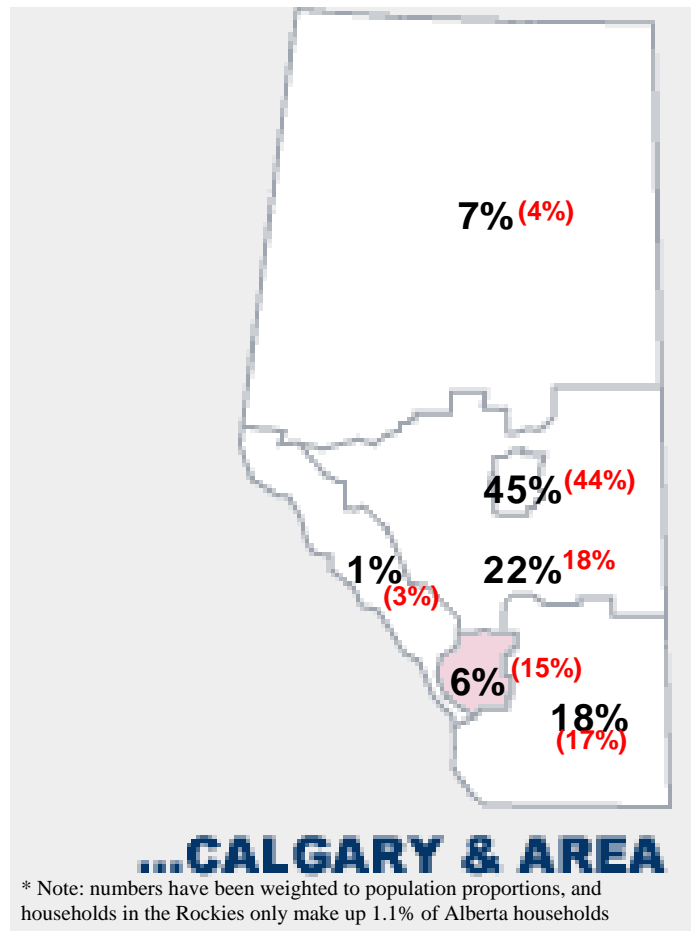 7% (4%)
45% (44%)
22% 18%
1%
(3%)
6% (15%)
18%
(17%)
...CALGARY & AREA
* Note: numbers have been weighted to population proportions, and
households in the Rockies only make up 1.1% of Alberta households